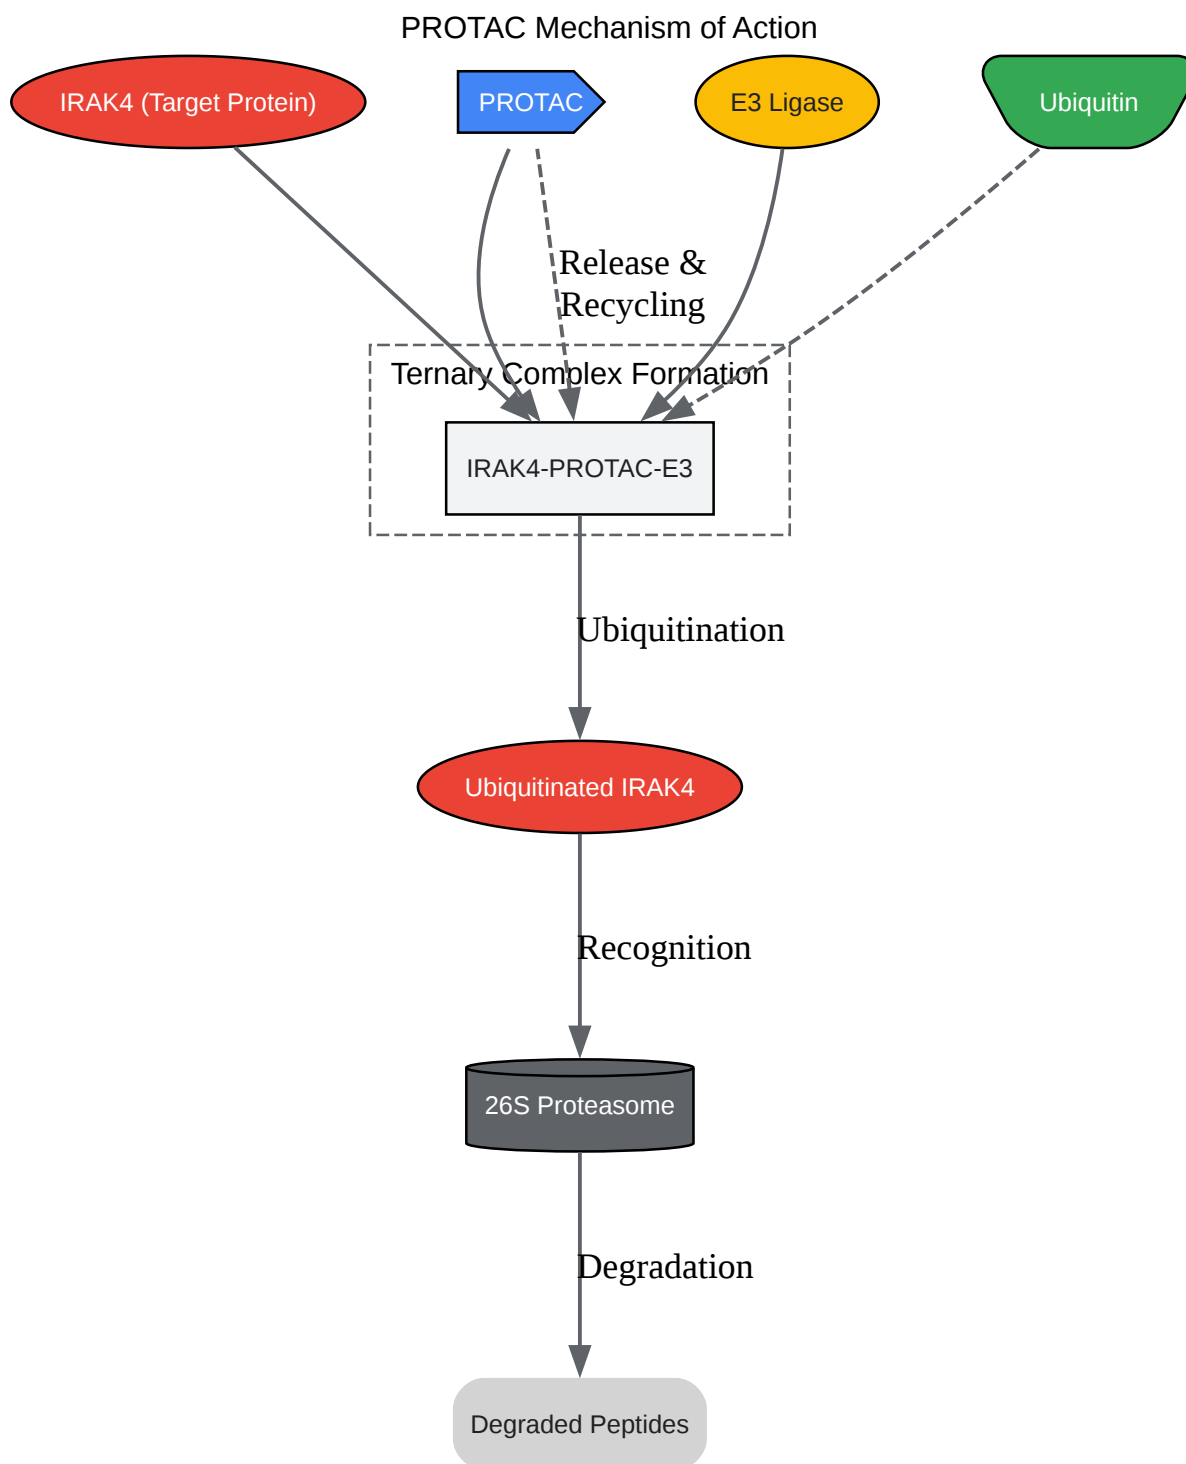 PROTAC Mechanism of Action
IRAK4 (Target Protein)
PROTAC
E3 Ligase
Ubiquitin
Release &
Recycling
Ternary Complex Formation
IRAK4-PROTAC-E3
Ubiquitination
Ubiquitinated IRAK4
Recognition
26S Proteasome
Degradation
Degraded Peptides